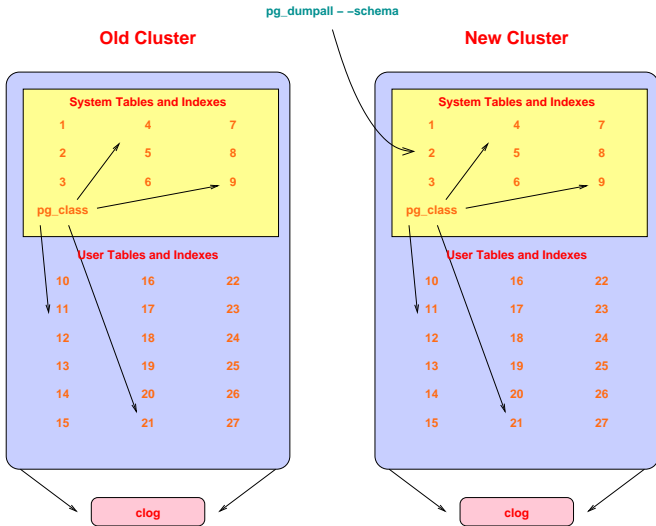 pg_dumpall – –schema
Old Cluster
New Cluster
System Tables and Indexes
1 4 7
2 5 8
3 6 9
pg_class
User Tables and Indexes
10 16 22
11 17 23
12 18 24
13 19 25
14 20 26
15 21 27
clog
System Tables and Indexes
1 4 7
2 5 8
3 6 9
pg_class
User Tables and Indexes
10 16 22
11 17 23
12 18 24
13 19 25
14 20 26
15 21 27
clog